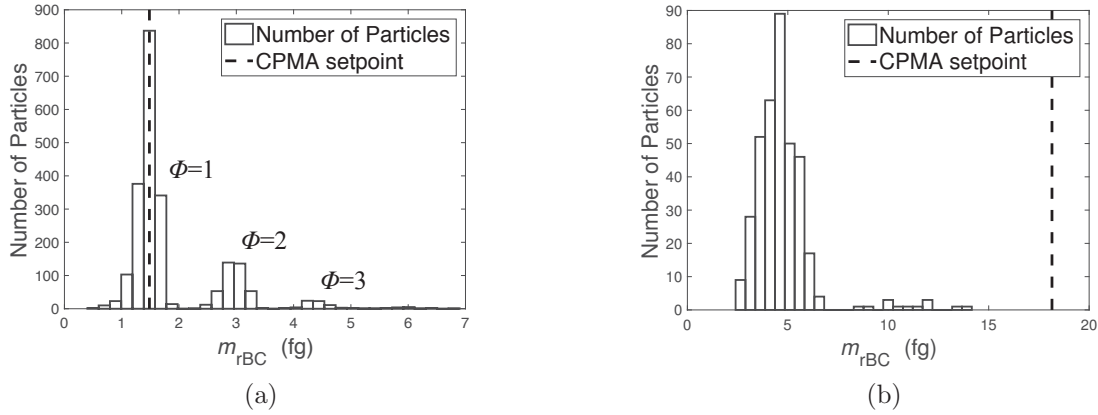 900
800
700
600
500
400
300
200
100
0
Number of Particles
Number of Particles
CPMA setpoint
Φ=1
Φ=2
Φ=3
0 1 2 3 4 5 6 7
m_rBC (fg)
(a)
90
80
70
60
50
40
30
20
10
0
Number of Particles
Number of Particles
CPMA setpoint
0 5 10 15 20
m_rBC (fg)
(b)